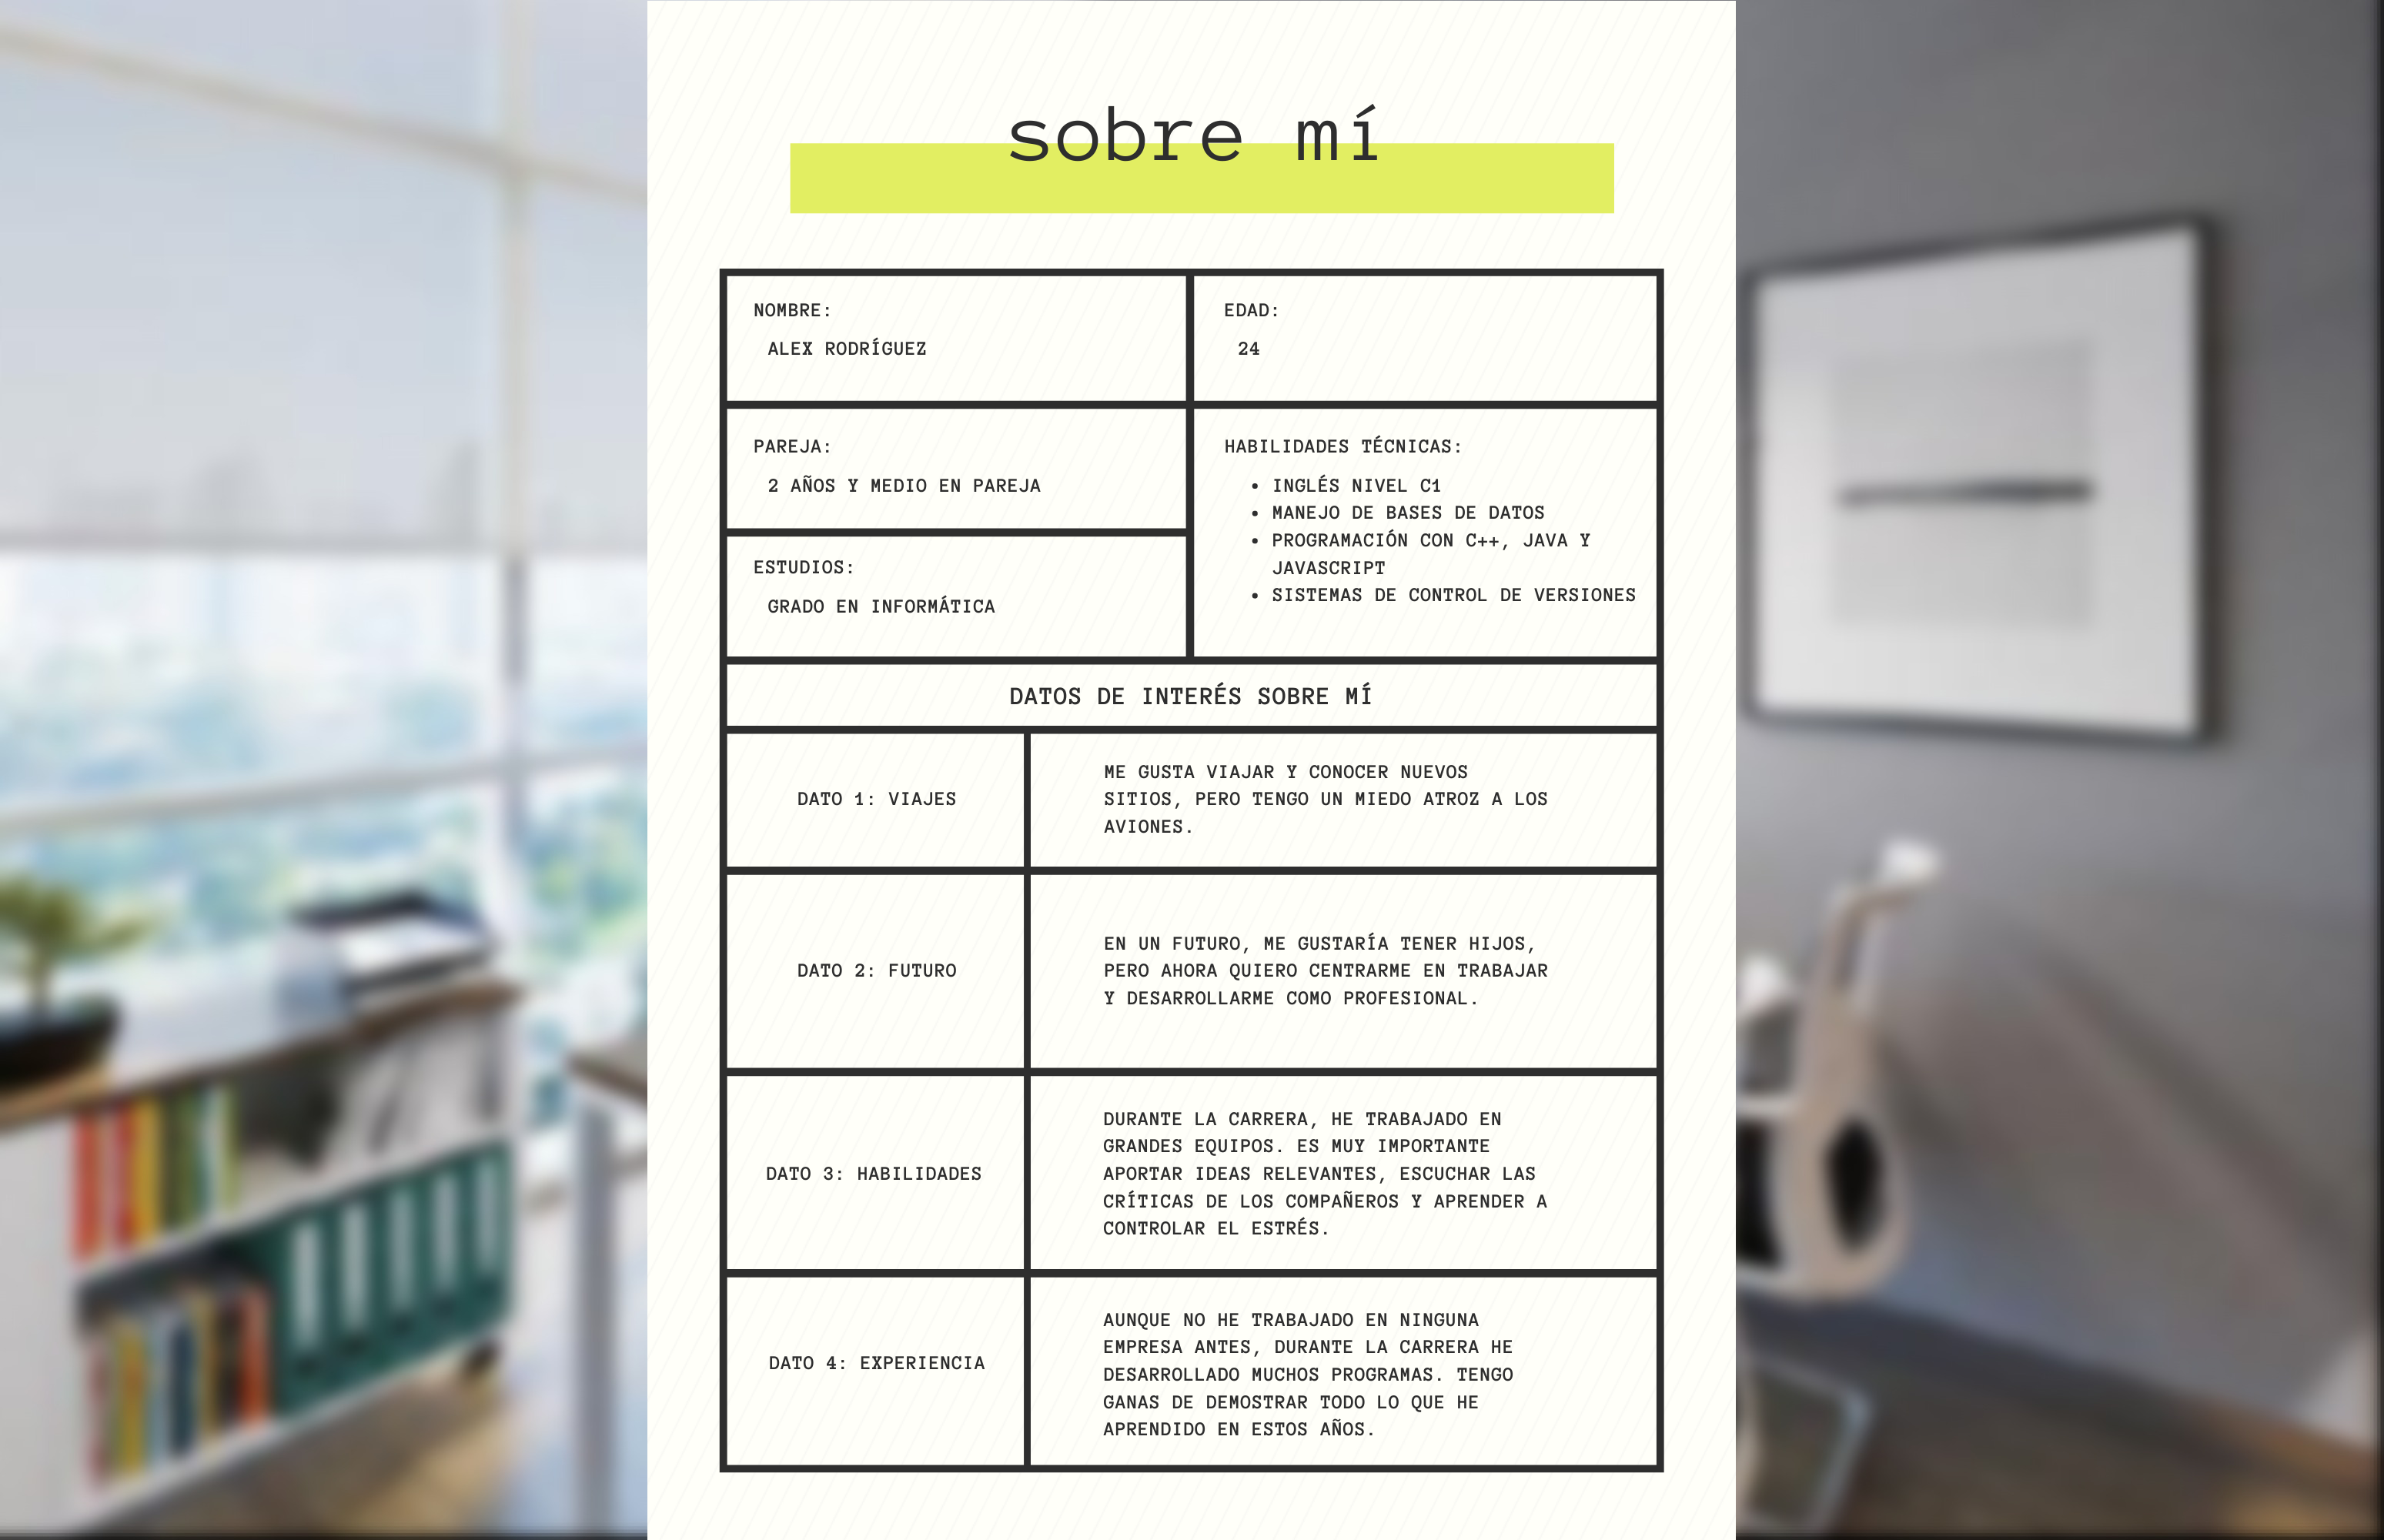 sobre mí
NOMBRE:
ALEX RODRÍGUEZ
EDAD:
24
PAREJA:
2 AÑOS Y MEDIO EN PAREJA
ESTUDIOS:
GRADO EN INFORMÁTICA
HABILIDADES TÉCNICAS:
• INGLÉS NIVEL C1
• MANEJO DE BASES DE DATOS
• PROGRAMACIÓN CON C++, JAVA Y
JAVASCRIPT
• SISTEMAS DE CONTROL DE VERSIONES
DATOS DE INTERÉS SOBRE MÍ
DATO 1: VIAJES
ME GUSTA VIAJAR Y CONOCER NUEVOS
SITIOS, PERO TENGO UN MIEDO ATROZ A LOS
AVIONES.
DATO 2: FUTURO
EN UN FUTURO, ME GUSTARÍA TENER HIJOS,
PERO AHORA QUIERO CENTRARME EN TRABAJAR
Y DESARROLLARME COMO PROFESIONAL.
DATO 3: HABILIDADES
DURANTE LA CARRERA, HE TRABAJADO EN
GRANDES EQUIPOS. ES MUY IMPORTANTE
APORTAR IDEAS RELEVANTES, ESCUCHAR LAS
CRÍTICAS DE LOS COMPAÑEROS Y APRENDER A
CONTROLAR EL ESTRÉS.
DATO 4: EXPERIENCIA
AUNQUE NO HE TRABAJADO EN NINGUNA
EMPRESA ANTES, DURANTE LA CARRERA HE
DESARROLLADO MUCHOS PROGRAMAS. TENGO
GANAS DE DEMOSTRAR TODO LO QUE HE
APRENDIDO EN ESTOS AÑOS.